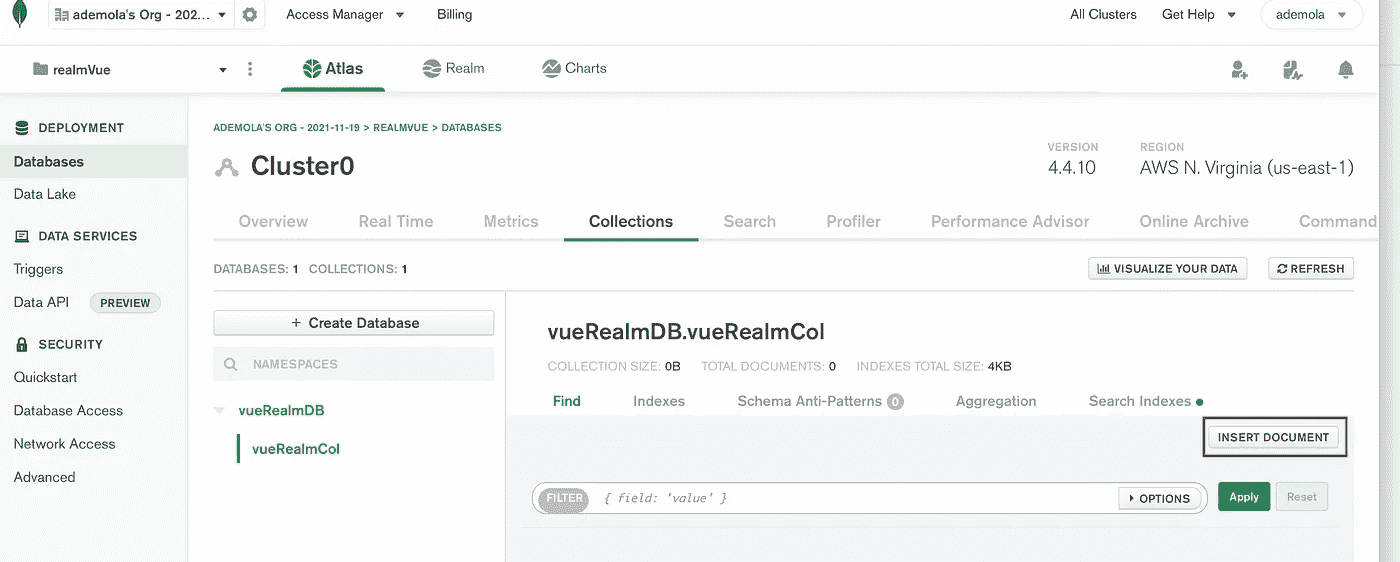 ademola's Org - 202... Access Manager Billing All Clusters Get Help ademola
realmVue Atlas Realm Charts
DEPLOYMENT
Databases
Data Lake
DATA SERVICES
Triggers
Data API PREVIEW
SECURITY
Quickstart
Database Access
Network Access
Advanced
ADEMOLA'S ORG - 2021-11-19 > REALMVUE > DATABASES
Cluster0
VERSION
4.4.10
REGION
AWS N. Virginia (us-east-1)
Overview Real Time Metrics Collections Search Profiler Performance Advisor Online Archive Command
DATABASES: 1 COLLECTIONS: 1
VISUALIZE YOUR DATA REFRESH
+ Create Database
NAMESPACES
vueRealmDB
vueRealmCol
vueRealmDB.vueRealmCol
COLLECTION SIZE: 0B TOTAL DOCUMENTS: 0 INDEXES TOTAL SIZE: 4KB
Find Indexes Schema Anti-Patterns 0 Aggregation Search Indexes
INSERT DOCUMENT
FILTER { field: 'value' } OPTIONS Apply Reset